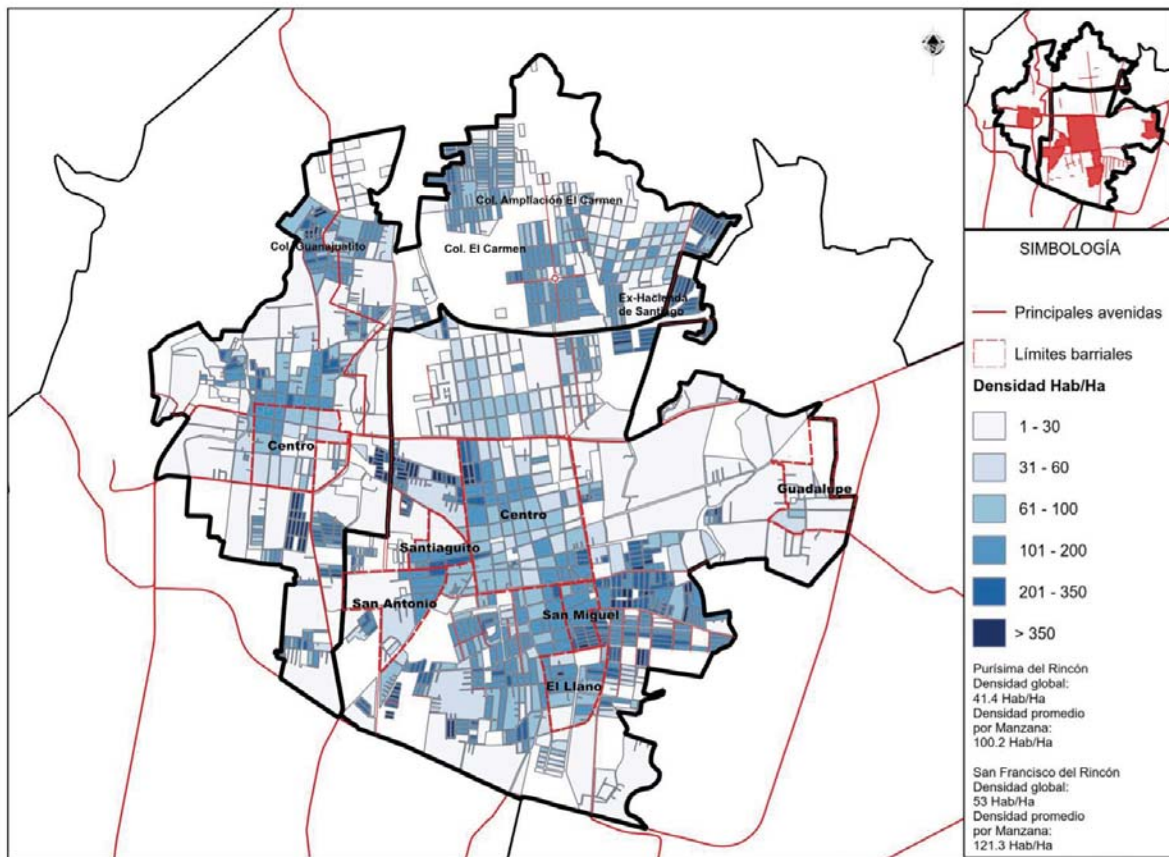 S
Col. Ampliación El Carmen
Col. Guanajuatito
Col. El Carmen
Ex-Hacienda
de Santiago
Centro
Guadalupe
Centro
Santiaguito
San Antonio
San Miguel
El Llano
SIMBOLOGÍA
Principales avenidas
Límites barriales
Densidad Hab/Ha
1 - 30
31 - 60
61 - 100
101 - 200
201 - 350
> 350
Purísima del Rincón
Densidad global:
41.4 Hab/Ha
Densidad promedio
por Manzana:
100.2 Hab/Ha
San Francisco del Rincón
Densidad global:
53 Hab/Ha
Densidad promedio
por Manzana:
121.3 Hab/Ha